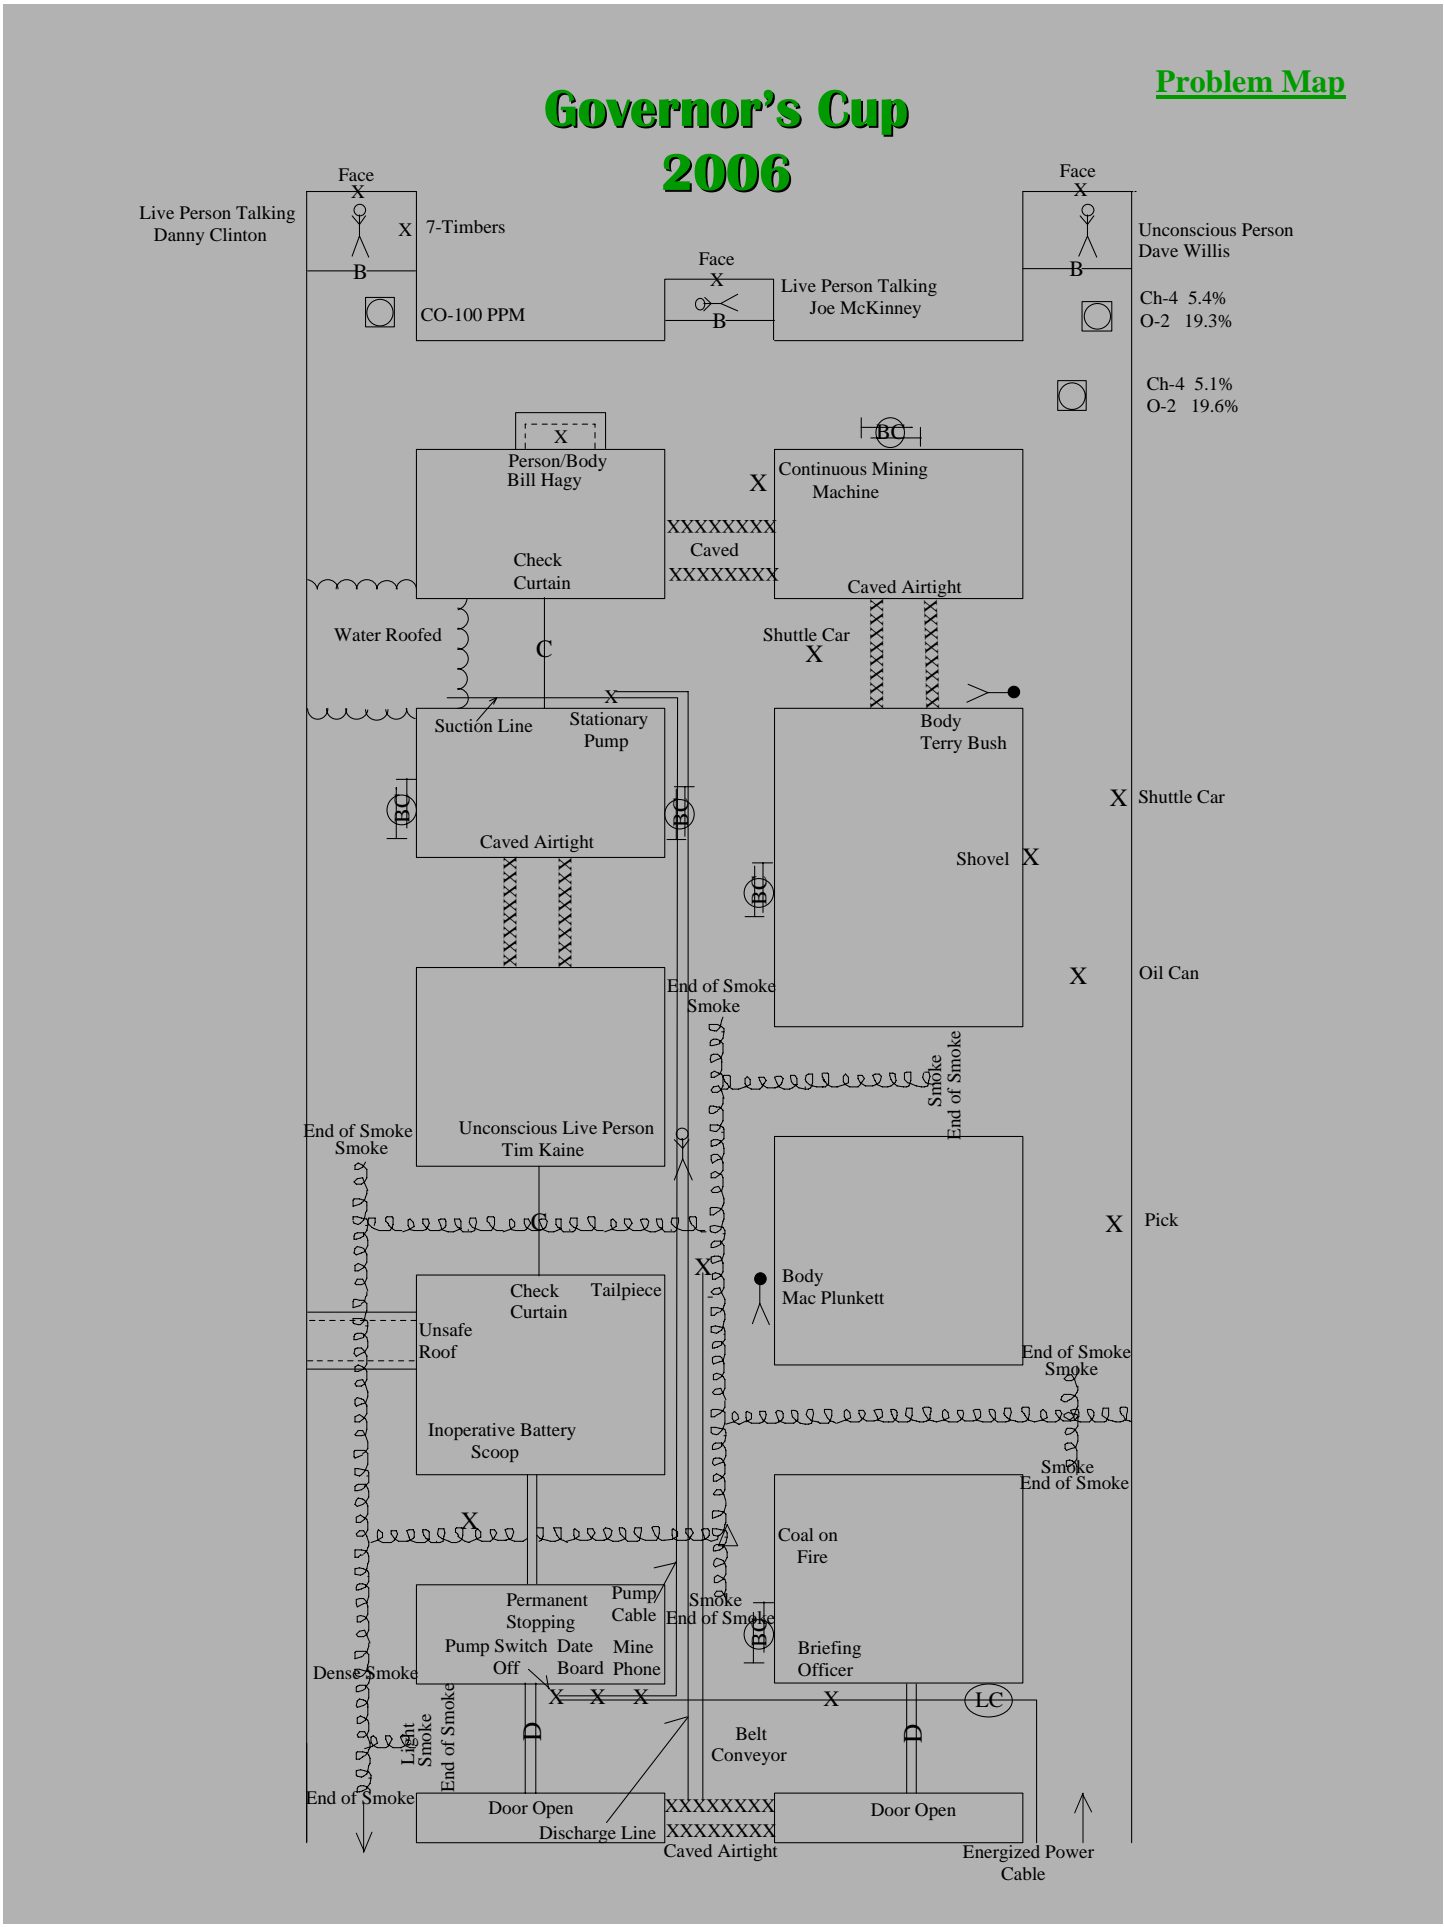 Problem Map
Governor's Cup
2006
Face
X
Live Person Talking
Danny Clinton
X
7-Timbers
B
CO-100 PPM
Face
X
Live Person Talking
Joe McKinney
B
Face
X
Unconscious Person
Dave Willis
B
Ch-4 5.4%
O-2 19.3%
Ch-4 5.1%
O-2 19.6%
X
Person/Body
Bill Hagy
BC
X
Continuous Mining
Machine
XXXXXXXX
Caved
XXXXXXXX
Check
Curtain
Caved Airtight
XXXXXXXXX
XXXXXXXXX
Water Roofed
C
Shuttle Car
X
X
Suction Line
Stationary
Pump
Body
Terry Bush
BC
BC
X
Shuttle Car
Caved Airtight
XXXXXXXXX
XXXXXXXXX
BC
Shovel
X
X
Oil Can
End of Smoke
Smoke
Smoke
End of Smoke
Unconscious Live Person
Tim Kaine
End of Smoke
Smoke
C
X
Pick
X
Check
Curtain
Tailpiece
Body
Mac Plunkett
Unsafe
Roof
End of Smoke
Smoke
Inoperative Battery
Scoop
Smoke
End of Smoke
X
Coal on
Fire
Permanent
Stopping
Pump
Cable
Smoke
End of Smoke
BC
Pump Switch
Off
Date
Board
Mine
Phone
Briefing
Officer
Dense Smoke
X
X
X
X
LC
Light
Smoke
End of Smoke
D
Belt
Conveyor
D
End of Smoke
Door Open
XXXXXXXX
Door Open
Discharge Line
XXXXXXXX
Caved Airtight
Energized Power
Cable